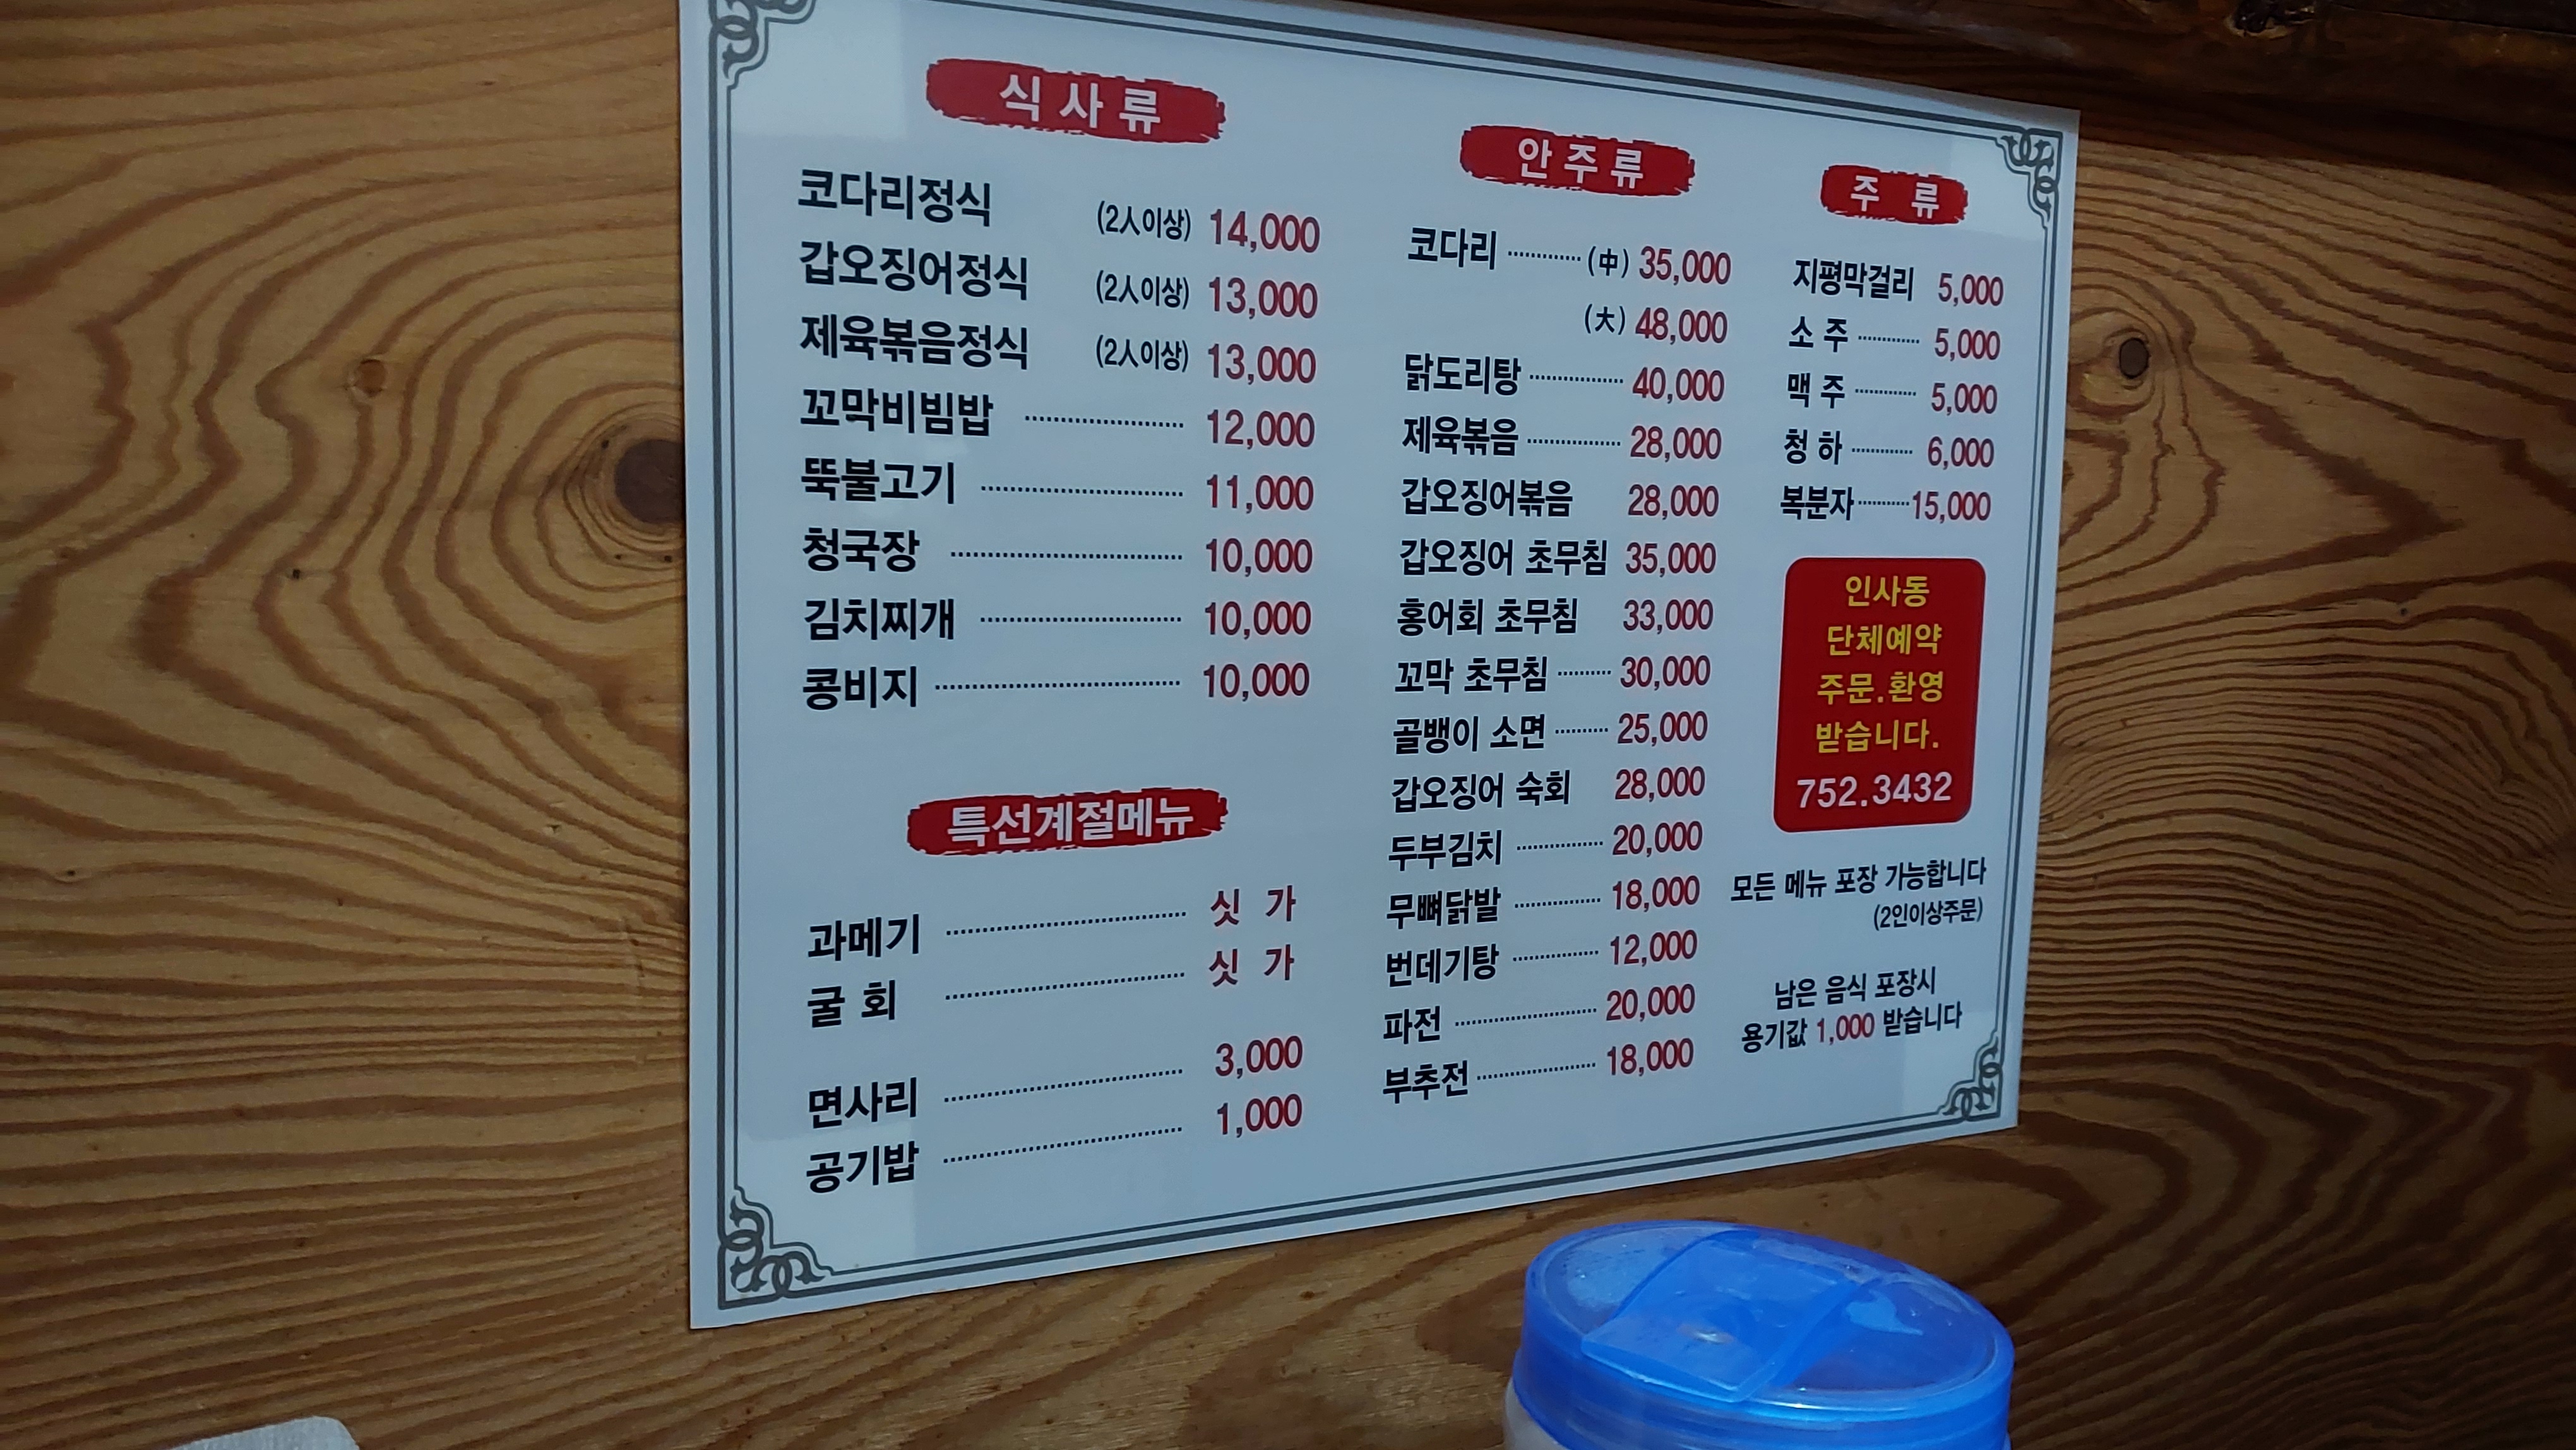 식사류
코다리정식 (2人이상) 14,000
갑오징어정식 (2人이상) 13,000
제육볶음정식 (2人이상) 13,000
꼬막비빔밥 12,000
뚝불고기 11,000
청국장 10,000
김치찌개 10,000
콩비지 10,000
특선계절메뉴
과메기 싯 가
굴 회 싯 가
면사리 3,000
공기밥 1,000
안주류
코다리 (中) 35,000
(大) 48,000
닭도리탕 40,000
제육볶음 28,000
갑오징어볶음 28,000
갑오징어 초무침 35,000
홍어회 초무침 33,000
꼬막 초무침 30,000
골뱅이 소면 25,000
갑오징어 숙회 28,000
두부김치 20,000
무뼈닭발 18,000
번데기탕 12,000
파전 20,000
부추전 18,000
주 류
지평막걸리 5,000
소 주 5,000
맥 주 5,000
청 하 6,000
복분자 15,000
인사동
단체예약
주문.환영
받습니다.
752.3432
모든 메뉴 포장 가능합니다
(2인이상주문)
남은 음식 포장시
용기값 1,000 받습니다